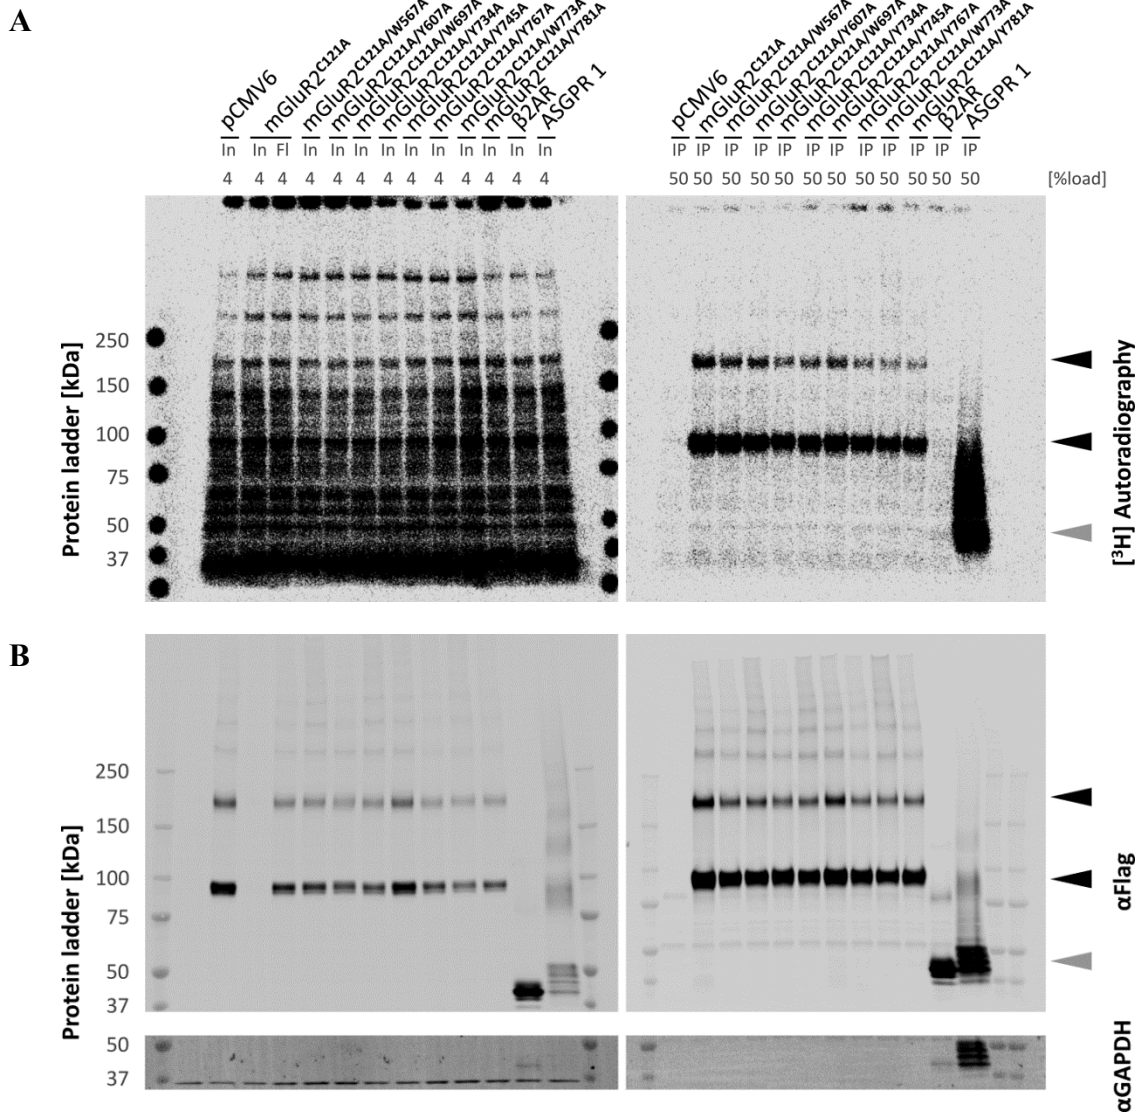 A
pCMV6
mGluR2C121A
mGluR2C121A/W567A
mGluR2C121A/Y607A
mGluR2C121A/W697A
mGluR2C121A/Y734A
mGluR2C121A/Y745A
mGluR2C121A/Y767A
mGluR2C121A/W773A
mGluR2C121A/Y781A
β2AR
ASGPR 1
pCMV6
mGluR2C121A
mGluR2C121A/W567A
mGluR2C121A/Y607A
mGluR2C121A/W697A
mGluR2C121A/Y734A
mGluR2C121A/Y745A
mGluR2C121A/Y767A
mGluR2C121A/W773A
mGluR2C121A/Y781A
β2AR
ASGPR 1
In In Fl In In In In In In In In In In
IP IP IP IP IP IP IP IP IP IP IP IP
4 4 4 4 4 4 4 4 4 4 4 4 4
50 50 50 50 50 50 50 50 50 50 50 50 [%load]
Protein ladder [kDa]
250
150
100
75
50
37
[³H] Autoradiography
B
Protein ladder [kDa]
250
150
100
75
50
37
αFlag
50
37
αGAPDH